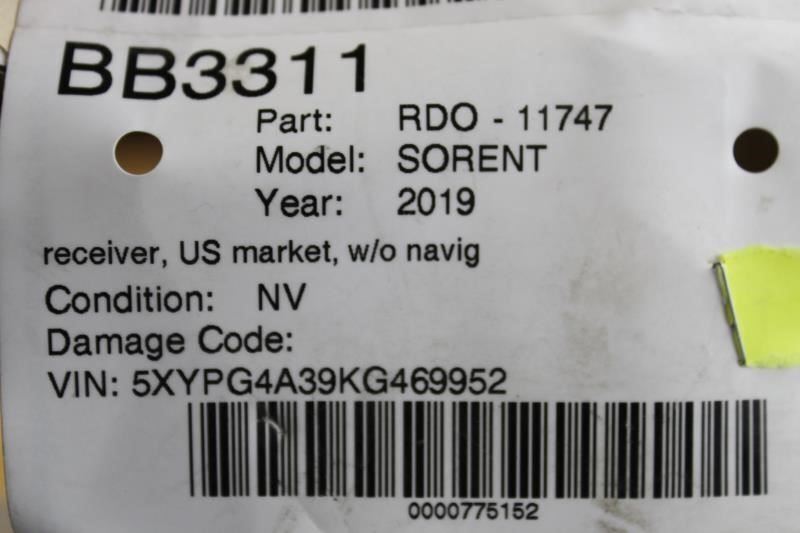 BB3311
Part: RDO - 11747
Model: SORENT
Year: 2019
receiver, US market, w/o navig
Condition: NV
Damage Code:
VIN: 5XYPG4A39KG469952
0000775152